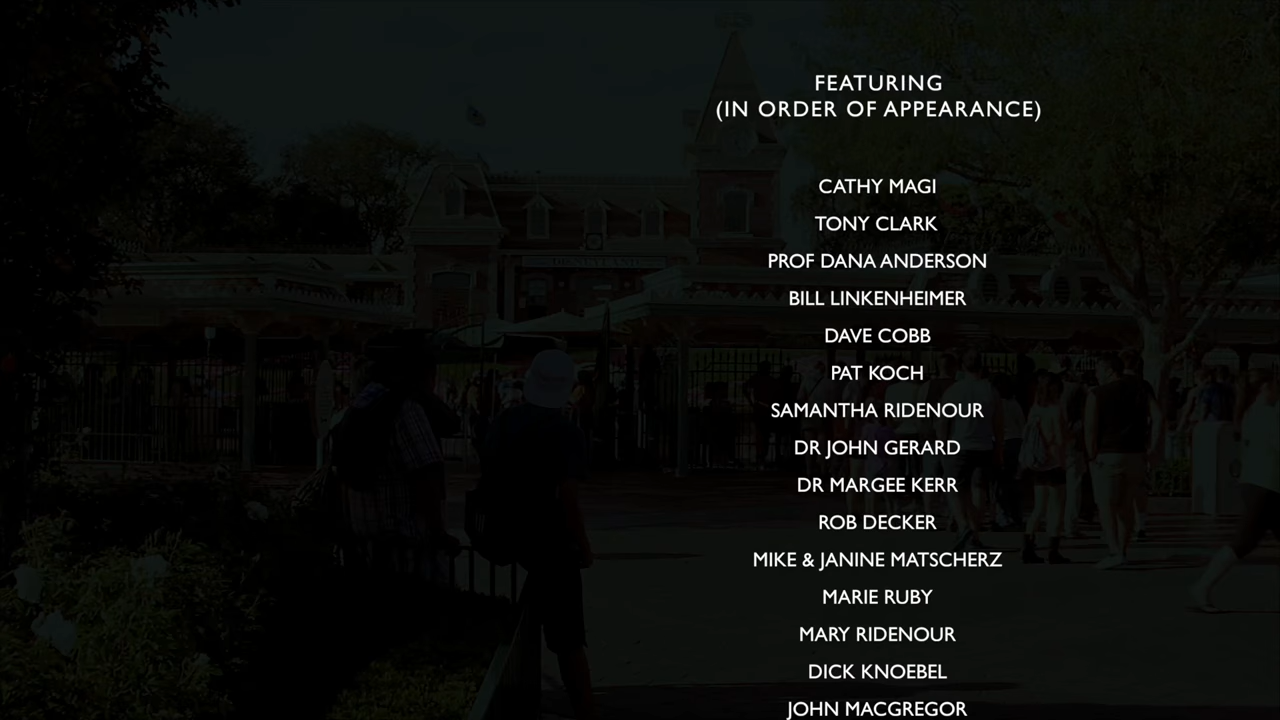 FEATURING
(IN ORDER OF APPEARANCE)
CATHY MAGI
TONY CLARK
PROF DANA ANDERSON
BILL LINKENHEIMER
DAVE COBB
PAT KOCH
SAMANTHA RIDENOUR
DR JOHN GERARD
DR MARGEE KERR
ROB DECKER
MIKE & JANINE MATSCHERZ
MARIE RUBY
MARY RIDENOUR
DICK KNOEBEL
JOHN MACGREGOR